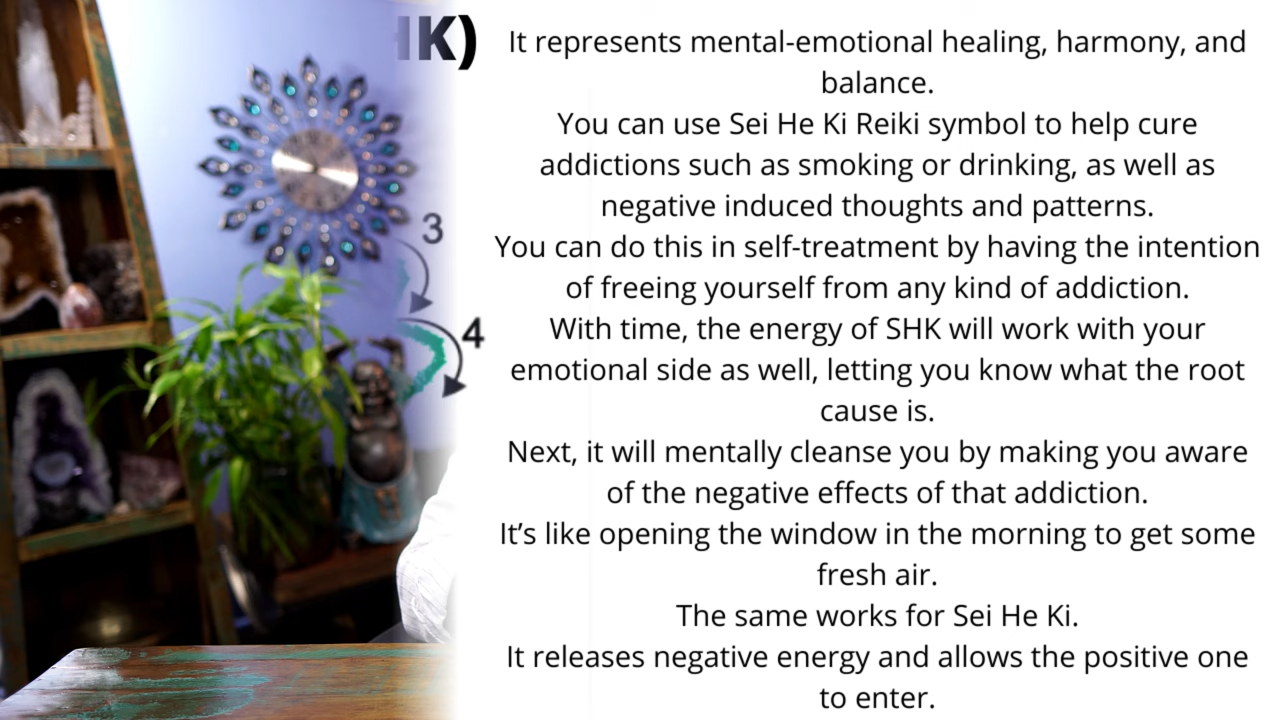 HK)
It represents mental-emotional healing, harmony, and
balance.
You can use Sei He Ki Reiki symbol to help cure
addictions such as smoking or drinking, as well as
negative induced thoughts and patterns.
You can do this in self-treatment by having the intention
of freeing yourself from any kind of addiction.
With time, the energy of SHK will work with your
emotional side as well, letting you know what the root
cause is.
Next, it will mentally cleanse you by making you aware
of the negative effects of that addiction.
It’s like opening the window in the morning to get some
fresh air.
The same works for Sei He Ki.
It releases negative energy and allows the positive one
to enter.
3
4